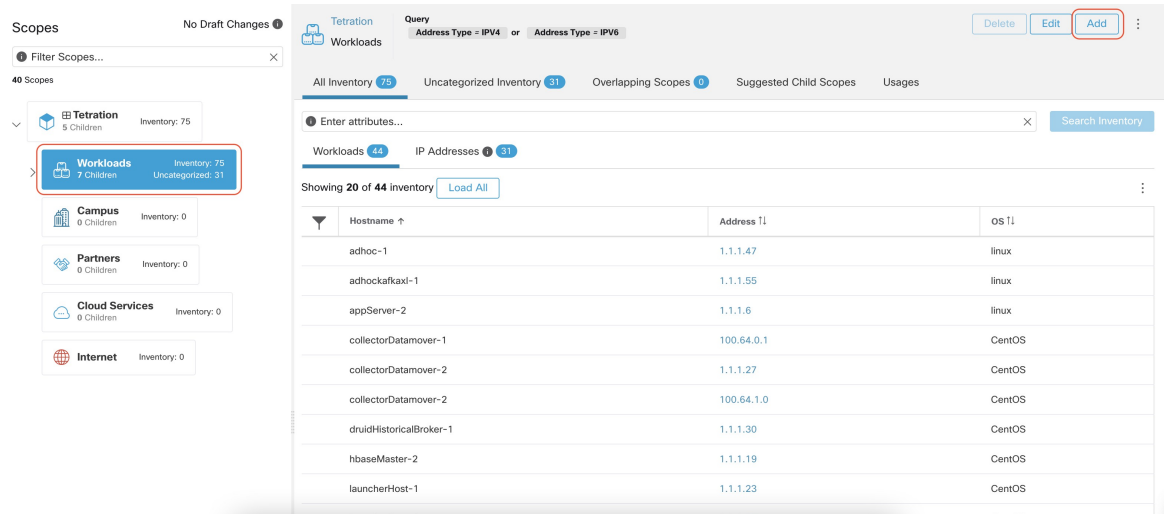 Scopes
No Draft Changes
Filter Scopes...
40 Scopes
Tetration
5 Children
Inventory: 75
Workloads
7 Children
Inventory: 75
Uncategorized: 31
Campus
0 Children
Inventory: 0
Partners
0 Children
Inventory: 0
Cloud Services
0 Children
Inventory: 0
Internet
Inventory: 0
Tetration
Workloads
Query
Address Type = IPV4 or Address Type = IPV6
Delete Edit Add
All Inventory 75 Uncategorized Inventory 31 Overlapping Scopes 0 Suggested Child Scopes Usages
Enter attributes...
Search Inventory
Workloads 44 IP Addresses 31
Showing 20 of 44 inventory Load All
Hostname ↑ Address ↑↓ OS ↑↓
adhoc-1 1.1.1.47 linux
adhockafkaxl-1 1.1.1.55 linux
appServer-2 1.1.1.6 linux
collectorDatamover-1 100.64.0.1 CentOS
collectorDatamover-2 1.1.1.27 CentOS
collectorDatamover-2 100.64.1.0 CentOS
druidHistoricalBroker-1 1.1.1.30 CentOS
hbaseMaster-2 1.1.1.19 CentOS
launcherHost-1 1.1.1.23 CentOS